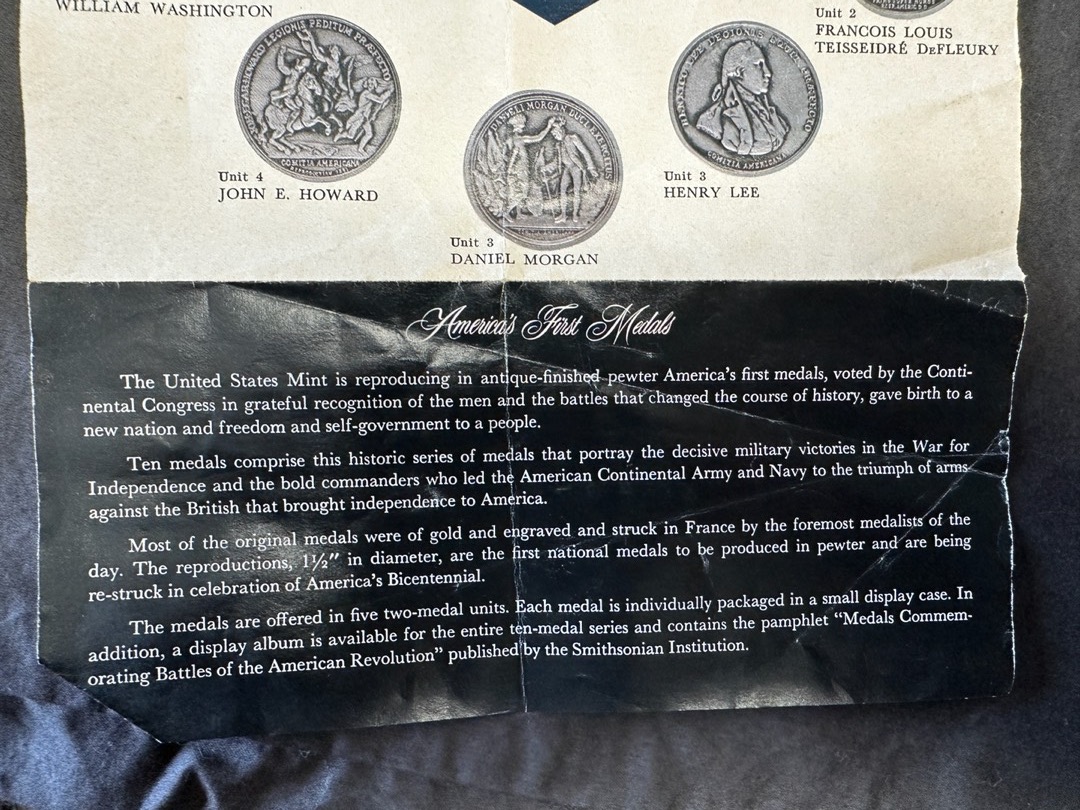 WILLIAM WASHINGTON
Unit 2
FRANCOIS LOUIS
TEISSEIDRÉ DEFLEURY
LEGIONIS PEDITUM PRÆFECTO
COMITIA AMERICANA
Unit 4
JOHN E. HOWARD
DANIELI MORGAN DUCI EXERCITUS
Unit 3
DANIEL MORGAN
COMITIA AMERICANA
Unit 3
HENRY LEE
America's First Medals
The United States Mint is reproducing in antique-finished pewter America's first medals, voted by the Conti-
nental Congress in grateful recognition of the men and the battles that changed the course of history, gave birth to a
new nation and freedom and self-government to a people.
Ten medals comprise this historic series of medals that portray the decisive military victories in the War for
Independence and the bold commanders who led the American Continental Army and Navy to the triumph of arms
against the British that brought independence to America.
Most of the original medals were of gold and engraved and struck in France by the foremost medalists of the
day. The reproductions, 1½" in diameter, are the first national medals to be produced in pewter and are being
re-struck in celebration of America's Bicentennial.
The medals are offered in five two-medal units. Each medal is individually packaged in a small display case. In
addition, a display album is available for the entire ten-medal series and contains the pamphlet “Medals Commem-
orating Battles of the American Revolution” published by the Smithsonian Institution.